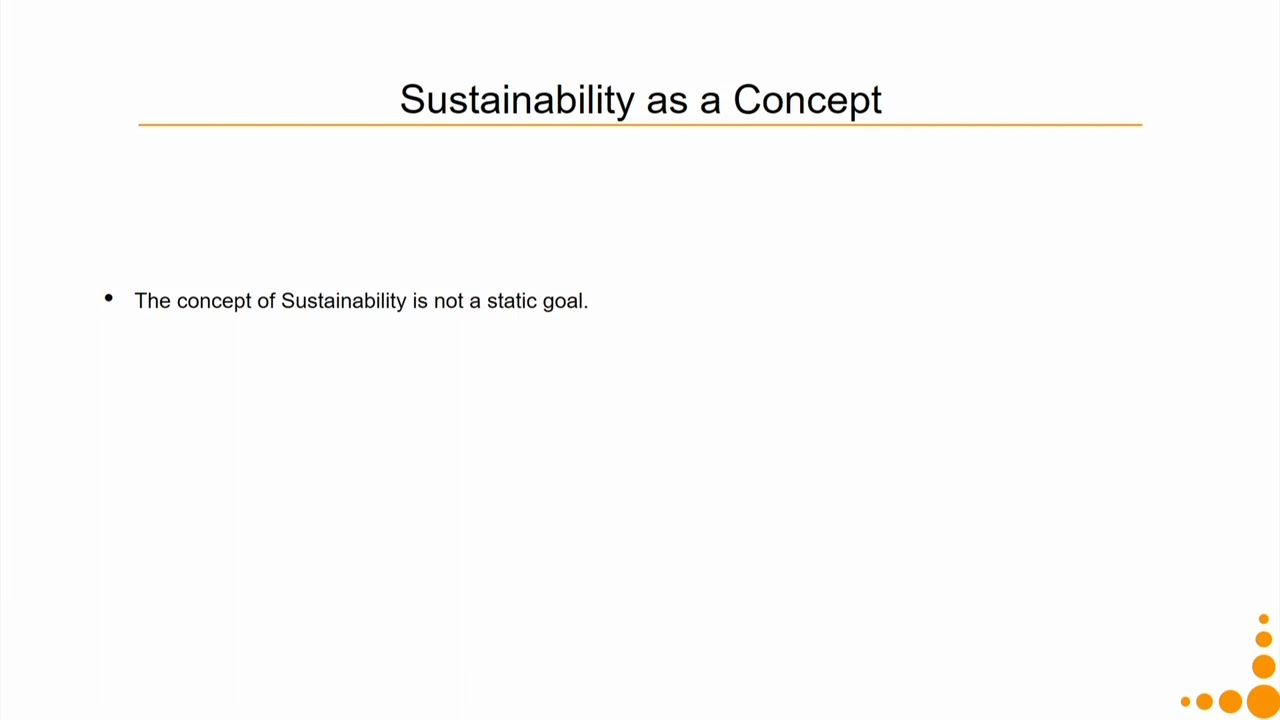 Sustainability as a Concept
• The concept of Sustainability is not a static goal.